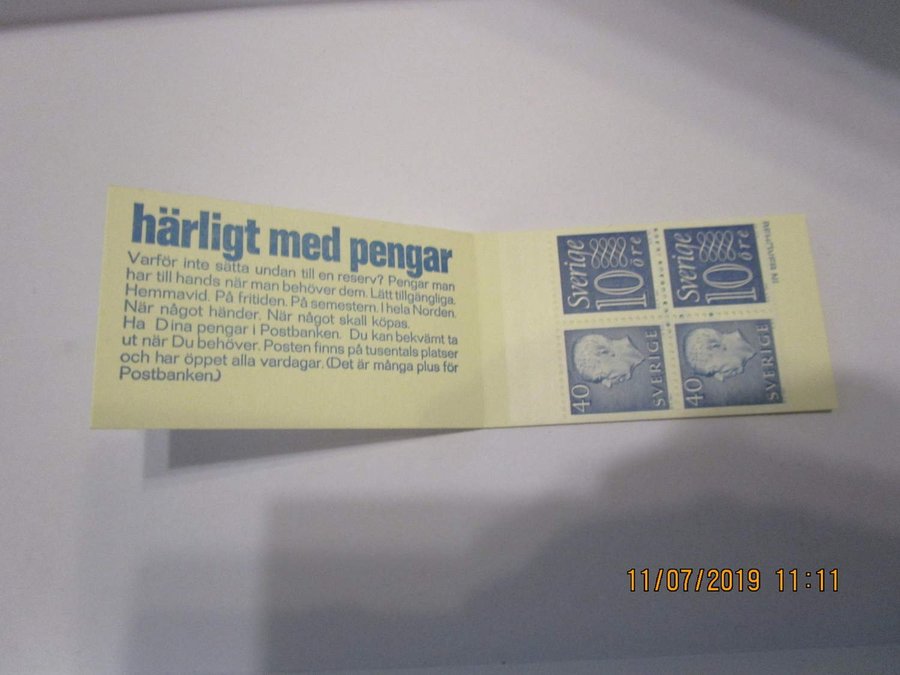 härligt med pengar
Varför inte sätta undan till en reserv? Pengar man
har till hands när man behöver dem. Lätt tillgängliga.
Hemmavid. På fritiden. På semestern. I hela Norden.
När något händer. När något skall köpas.
Ha Dina pengar i Postbanken. Du kan bekvämt ta
ut när Du behöver. Posten finns på tusentals platser
och har öppet alla vardagar. (Det är många plus för
Postbanken.)
Sverige
10 öre
Sverige
10 öre
40
SVERIGE
40
SVERIGE
11/07/2019 11:11